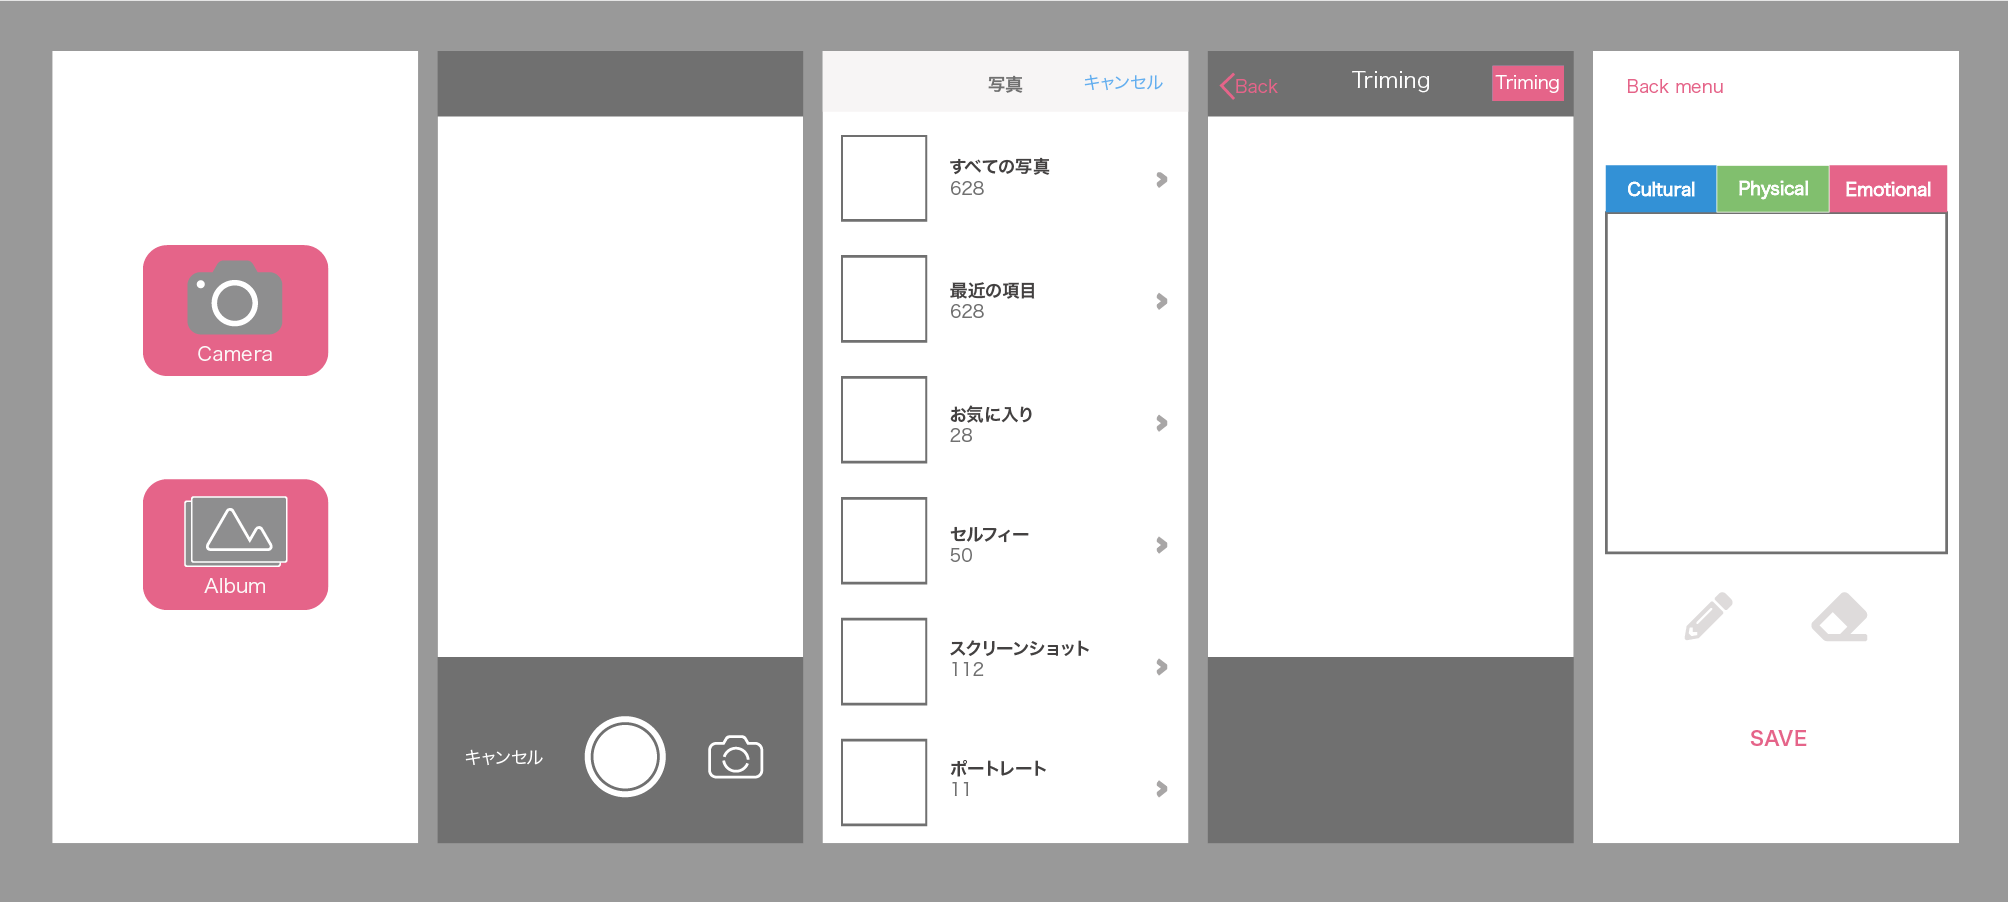 Camera
Album
キャンセル
写真
キャンセル
すべての写真
628
最近の項目
628
お気に入り
28
セルフィー
50
スクリーンショット
112
ポートレート
11
Back
Triming
Triming
Back menu
Cultural
Physical
Emotional
SAVE